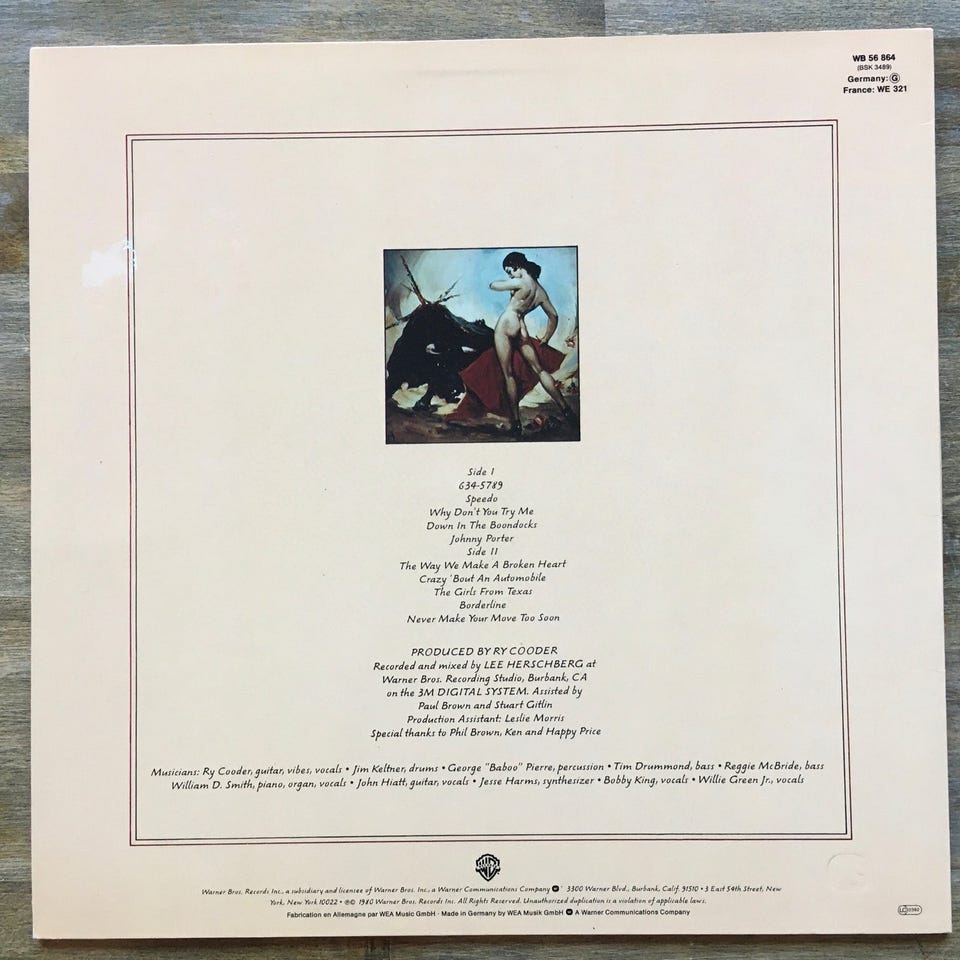 WB 56 864
(BSK 3489)
Germany: G
France: WE 321
Side I
634-5789
Speedo
Why Don't You Try Me
Down In The Boondocks
Johnny Porter
Side II
The Way We Make A Broken Heart
Crazy 'Bout An Automobile
The Girls From Texas
Borderline
Never Make Your Move Too Soon
PRODUCED BY RY COODER
Recorded and mixed by LEE HERSCHBERG at
Warner Bros. Recording Studio, Burbank, CA
on the 3M DIGITAL SYSTEM. Assisted by
Paul Brown and Stuart Gitlin
Production Assistant: Leslie Morris
Special thanks to Phil Brown, Ken and Happy Price
Musicians: Ry Cooder, guitar, vibes, vocals • Jim Keltner, drums • George "Baboo" Pierre, percussion • Tim Drummond, bass • Reggie McBride, bass
William D. Smith, piano, organ, vocals • John Hiatt, guitar, vocals • Jesse Harms, synthesizer • Bobby King, vocals • Willie Green Jr., vocals
Warner Bros. Records Inc., a subsidiary and licensee of Warner Bros. Inc., a Warner Communications Company 3300 Warner Blvd., Burbank, Calif. 91510 • 3 East 54th Street, New
York, New York 10022 • ℗© 1980 Warner Bros. Records Inc. All Rights Reserved. Unauthorized duplication is a violation of applicable laws.
Fabrication en Allemagne par WEA Music GmbH · Made in Germany by WEA Musik GmbH A Warner Communications Company